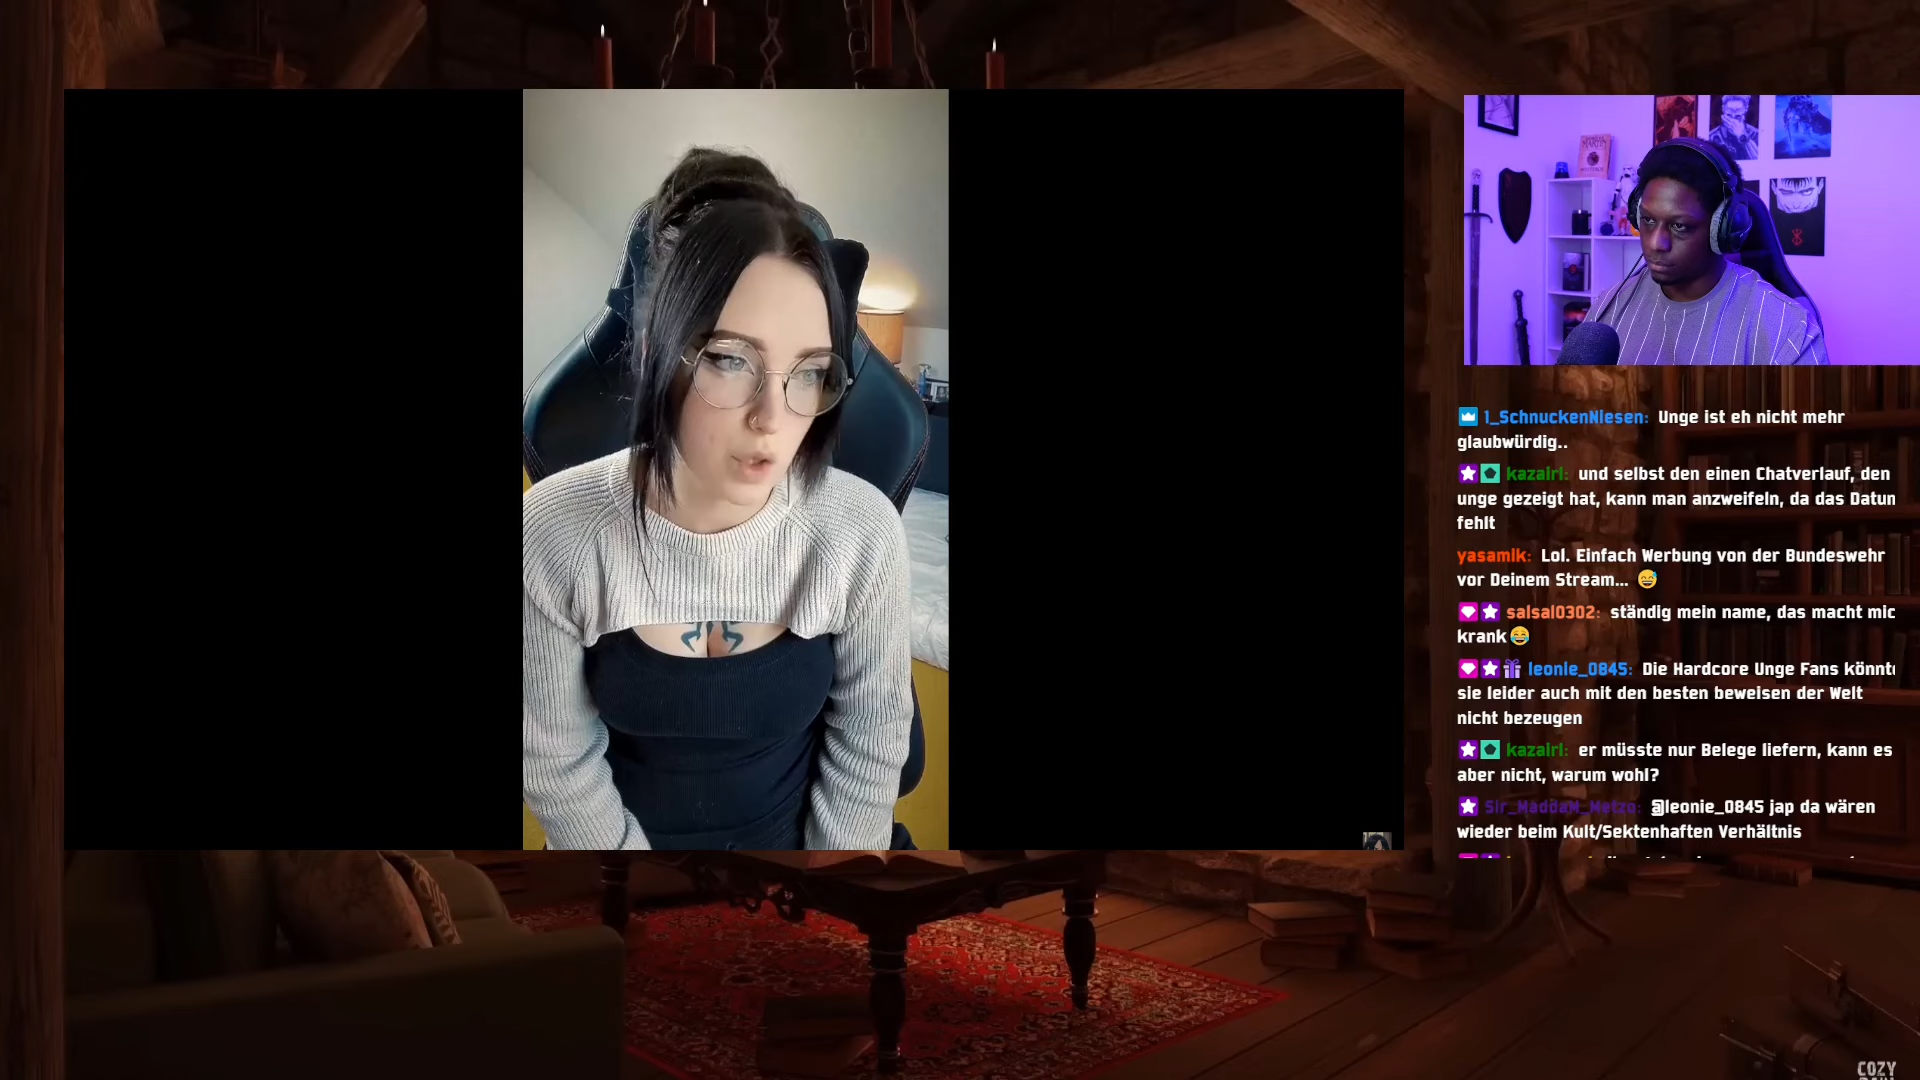 1_SchnuckenNiesen: Unge ist eh nicht mehr
glaubwürdig..
kazairl: und selbst den einen Chatverlauf, den
unge gezeigt hat, kann man anzweifeln, da das Datun
fehlt
yasamik: Lol. Einfach Werbung von der Bundeswehr
vor Deinem Stream...
salsal0302: ständig mein name, das macht mic
krank
leonie_0845: Die Hardcore Unge Fans könnte
sie leider auch mit den besten beweisen der Welt
nicht bezeugen
kazairl: er müsste nur Belege liefern, kann es
aber nicht, warum wohl?
Sir_MaddaM_Metzo: @leonie_0845 jap da wären
wieder beim Kult/Sektenhaften Verhältnis
COZY